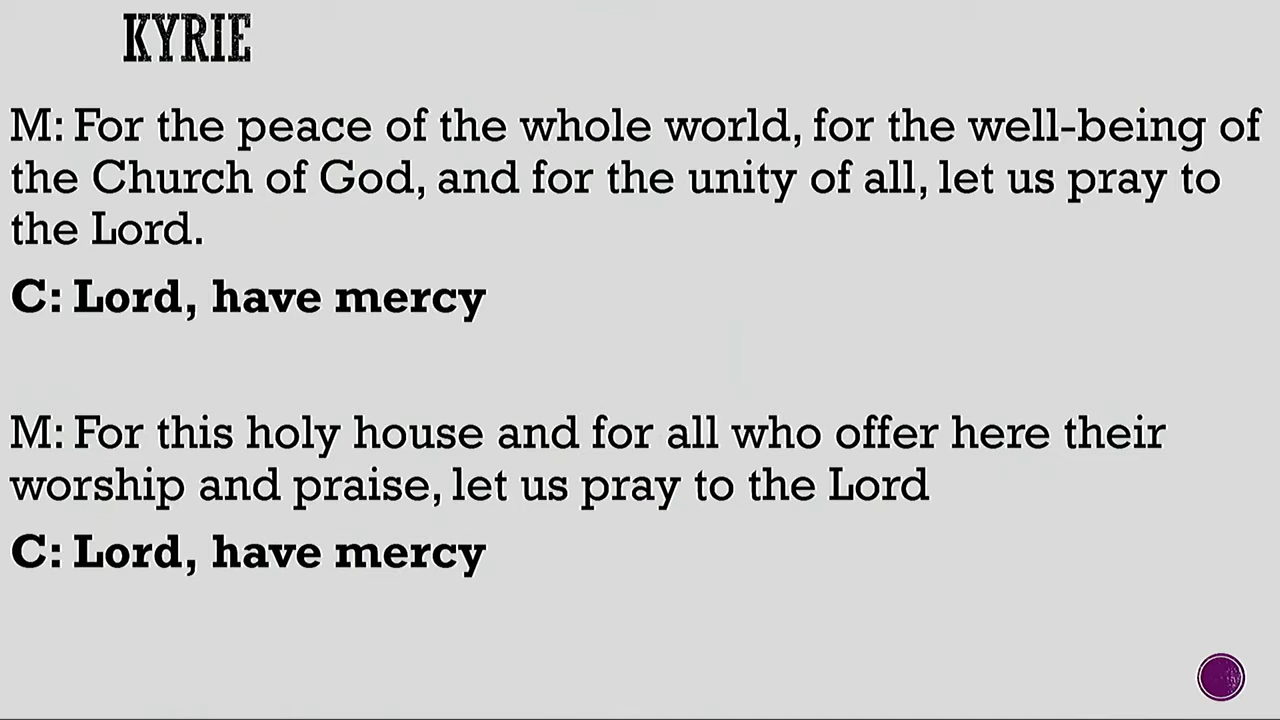 KYRIE
M: For the peace of the whole world, for the well-being of
the Church of God, and for the unity of all, let us pray to
the Lord.
C: Lord, have mercy
M: For this holy house and for all who offer here their
worship and praise, let us pray to the Lord
C: Lord, have mercy